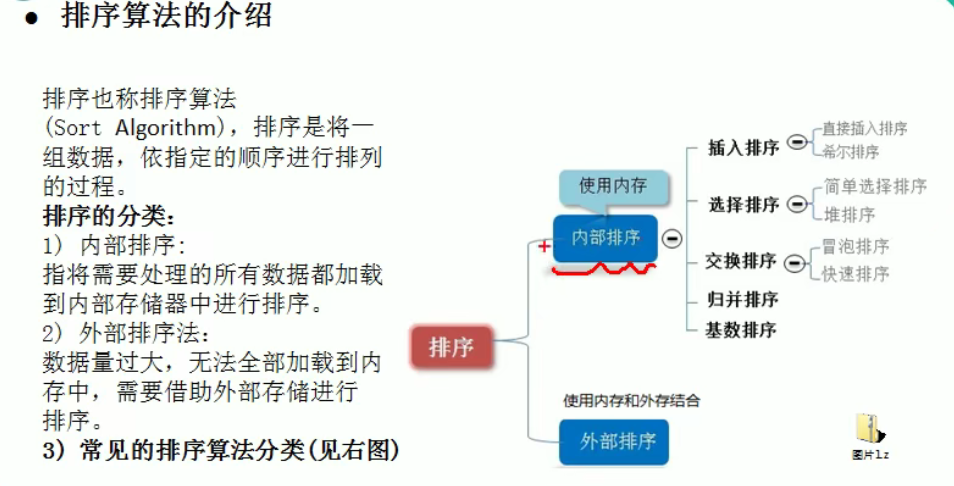 ● 排序算法的介绍
排序也称排序算法
(Sort Algorithm)，排序是将一
组数据，依指定的顺序进行排列
的过程。
排序的分类：
1) 内部排序:
指将需要处理的所有数据都加载
到内部存储器中进行排序。
2) 外部排序法：
数据量过大，无法全部加载到内
存中，需要借助外部存储进行
排序。
3) 常见的排序算法分类(见右图)
排序
使用内存
内部排序
插入排序
直接插入排序
希尔排序
选择排序
简单选择排序
堆排序
交换排序
冒泡排序
快速排序
归并排序
基数排序
使用内存和外存结合
外部排序
图片1.z